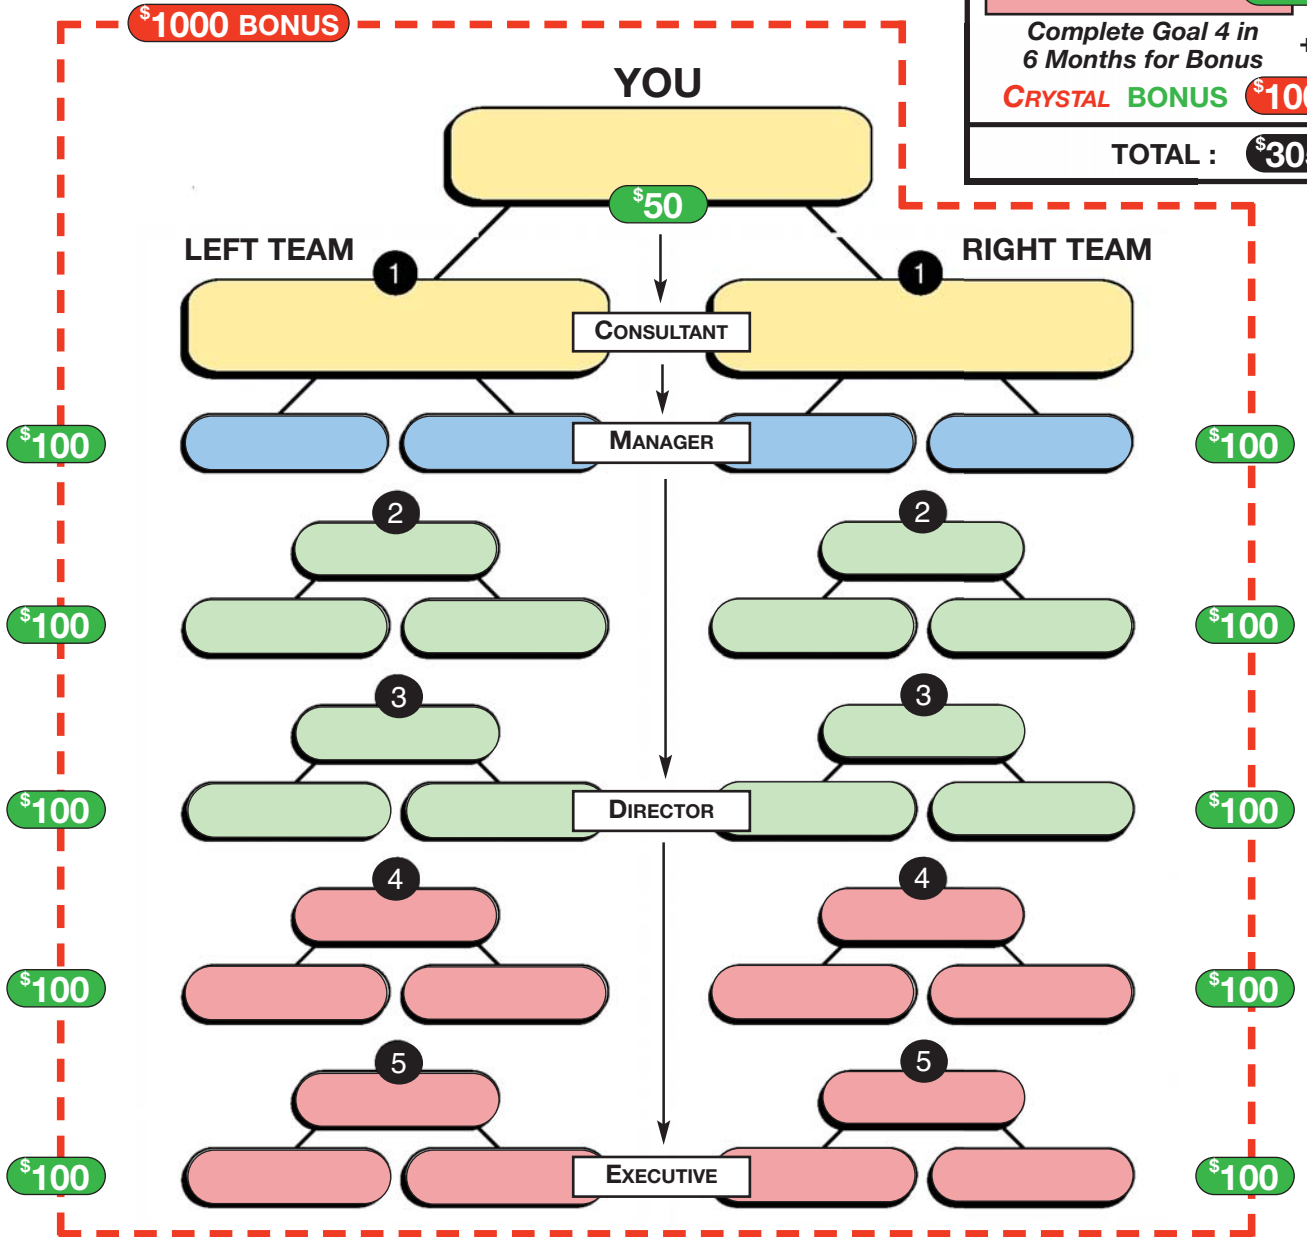 $1000 BONUS
Complete Goal 4 in
6 Months for Bonus
+
CRYSTAL BONUS
TOTAL :
YOU
$50
LEFT TEAM
RIGHT TEAM
1
1
CONSULTANT
$100
MANAGER
$100
2
2
$100
$100
3
3
$100
DIRECTOR
$100
4
4
$100
$100
5
5
$100
EXECUTIVE
$100